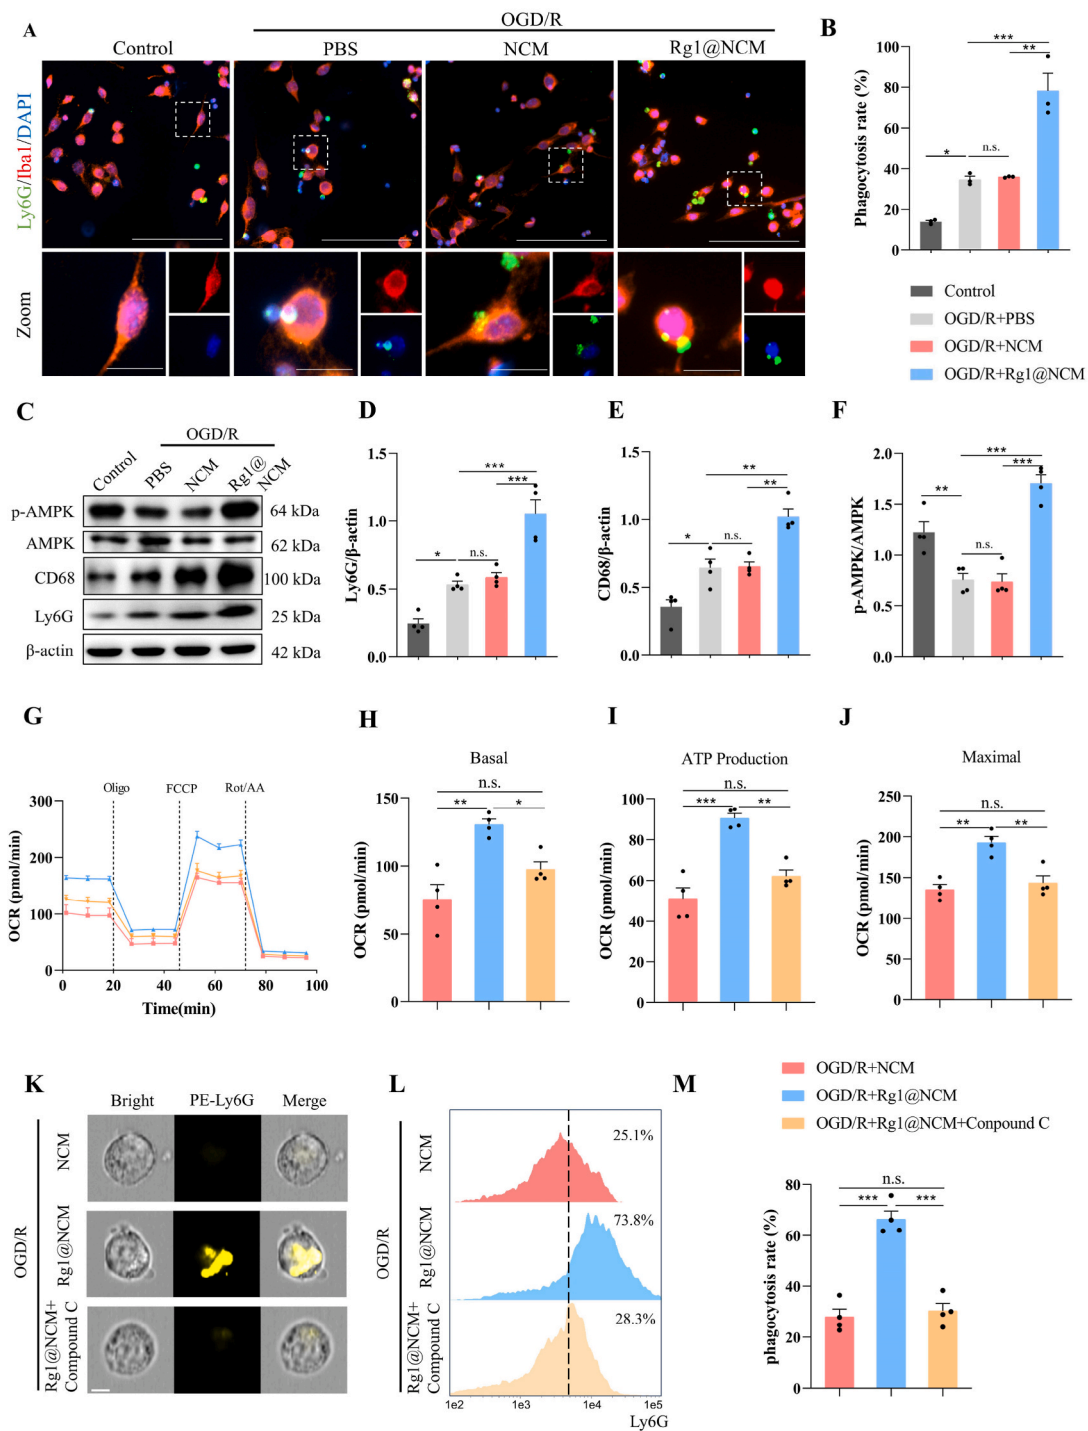 A
OGD/R
Control PBS NCM Rg1@NCM
Ly6G/Iba1/DAPI
Zoom
B
Phagocytosis rate (%)
100
80
60
40
20
0
*
n.s.
***
**
Control
OGD/R+PBS
OGD/R+NCM
OGD/R+Rg1@NCM
C
OGD/R
Control PBS NCM Rg1@ NCM
p-AMPK 64 kDa
AMPK 62 kDa
CD68 100 kDa
Ly6G 25 kDa
β-actin 42 kDa
D
Ly6G/β-actin
1.5
1.0
0.5
0.0
*
n.s.
***
***
E
CD68/β-actin
1.5
1.0
0.5
0.0
*
n.s.
**
**
F
p-AMPK/AMPK
2.0
1.5
1.0
0.5
0.0
**
n.s.
***
***
G
Oligo FCCP Rot/AA
OCR (pmol/min)
300
200
100
0
0 20 40 60 80 100
Time(min)
H
Basal
OCR (pmol/min)
150
100
50
0
n.s.
** *
I
ATP Production
OCR (pmol/min)
100
80
60
40
20
0
n.s.
*** **
J
Maximal
OCR (pmol/min)
250
200
150
100
50
0
n.s.
** **
K
Bright PE-Ly6G Merge
OGD/R
NCM
Rg1@NCM
Rg1@NCM+
Compound C
L
OGD/R
NCM
Rg1@NCM
Rg1@NCM+
Compound C
25.1%
73.8%
28.3%
1e2 1e3 1e4 1e5
Ly6G
M
OGD/R+NCM
OGD/R+Rg1@NCM
OGD/R+Rg1@NCM+Conpound C
phagocytosis rate (%)
80
60
40
20
0
n.s.
*** ***